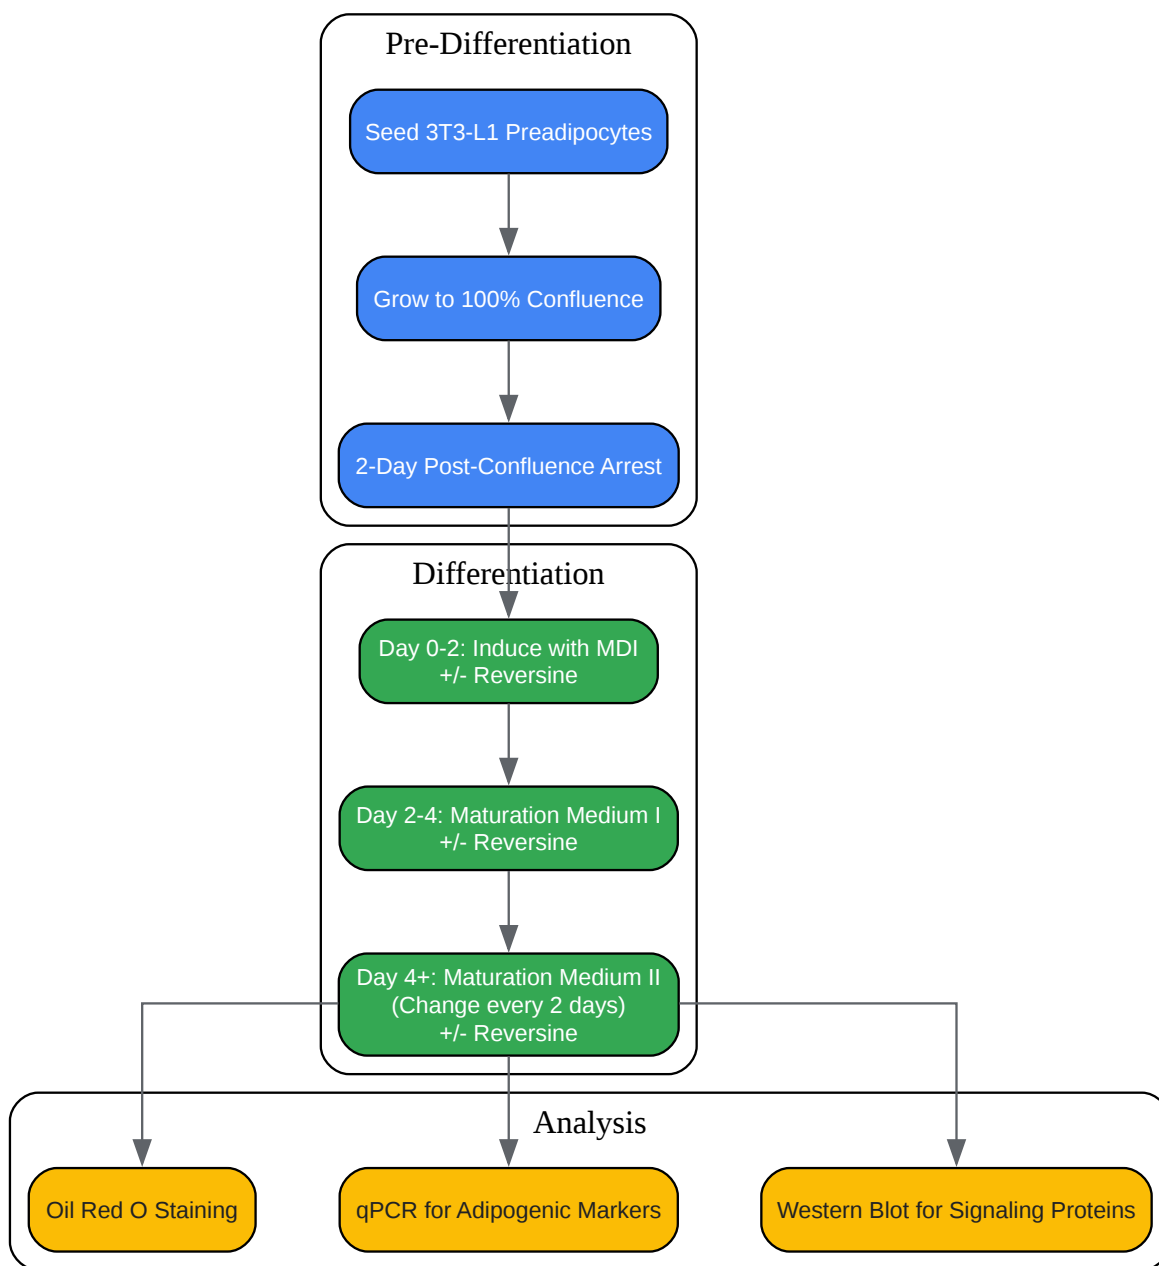 Pre-Differentiation
Seed 3T3-L1 Preadipocytes
Grow to 100% Confluence
2-Day Post-Confluence Arrest
Differentiation
Day 0-2: Induce with MDI
+/- Reversine
Day 2-4: Maturation Medium I
+/- Reversine
Day 4+: Maturation Medium II
(Change every 2 days)
+/- Reversine
Analysis
Oil Red O Staining
qPCR for Adipogenic Markers
Western Blot for Signaling Proteins